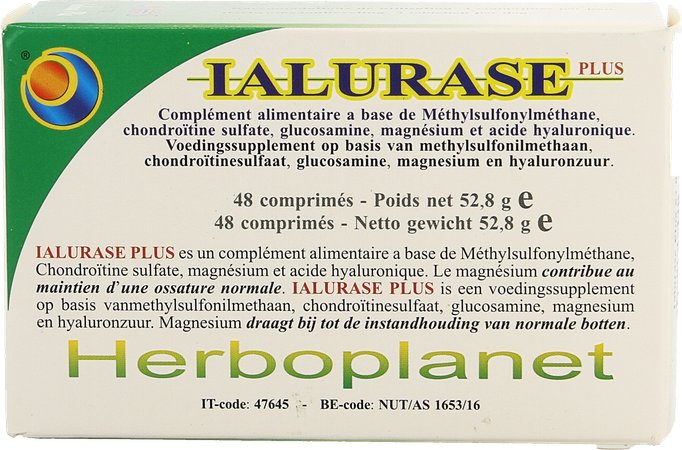 ®
IALURASE PLUS
Complément alimentaire a base de Méthylsulfonylméthane,
chondroïtine sulfate, glucosamine, magnésium et acide hyaluronique.
Voedingssupplement op basis van methylsulfonilmethaan,
chondroïtinesulfaat, glucosamine, magnesium en hyaluronzuur.
48 comprimés - Poids net 52,8 g e
48 comprimés - Netto gewicht 52,8 g e
IALURASE PLUS es un complément alimentaire a base de Méthylsulfonylméthane,
Chondroïtine sulfate, magnésium et acide hyaluronique. Le magnésium contribue au
maintien d'une ossature normale. IALURASE PLUS is een voedingssupplement
op basis vanmethylsulfonilmethaan, chondroïtinesulfaat, glucosamine, magnesium
en hyaluronzuur. Magnesium draagt bij tot de instandhouding van normale botten.
Herboplanet
IT-code: 47645 - BE-code: NUT/AS 1653/16